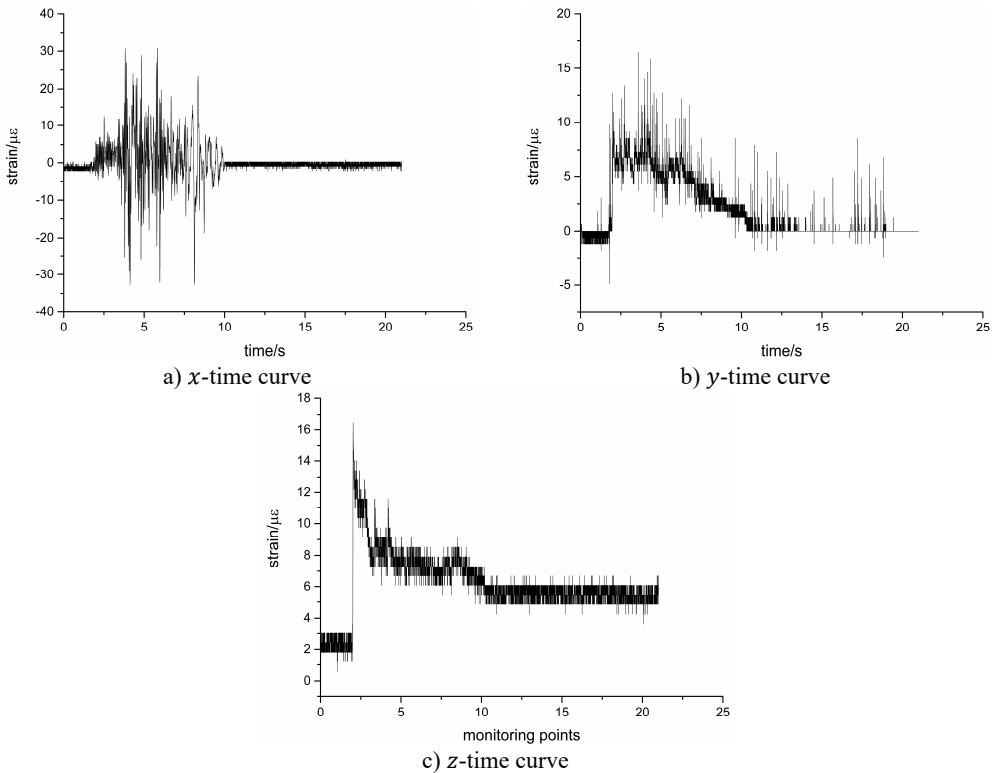 40
30
20
10
0
-10
-20
-30
-40
strain/με
0 5 10 15 20 25
time/s
a) x-time curve
20
15
10
5
0
-5
strain/με
0 5 10 15 20 25
time/s
b) y-time curve
18
16
14
12
10
8
6
4
2
0
strain/με
0 5 10 15 20 25
monitoring points
c) z-time curve